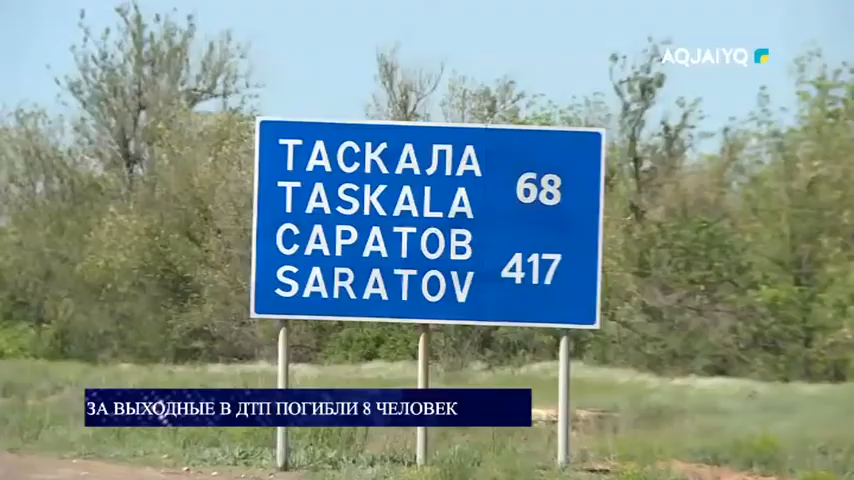 AQJAIYQ
ТАСКАЛА
TASKALA
68
САРАТОВ
SARATOV
417
ЗА ВЫХОДНЫЕ В ДТП ПОГИБЛИ 8 ЧЕЛОВЕК